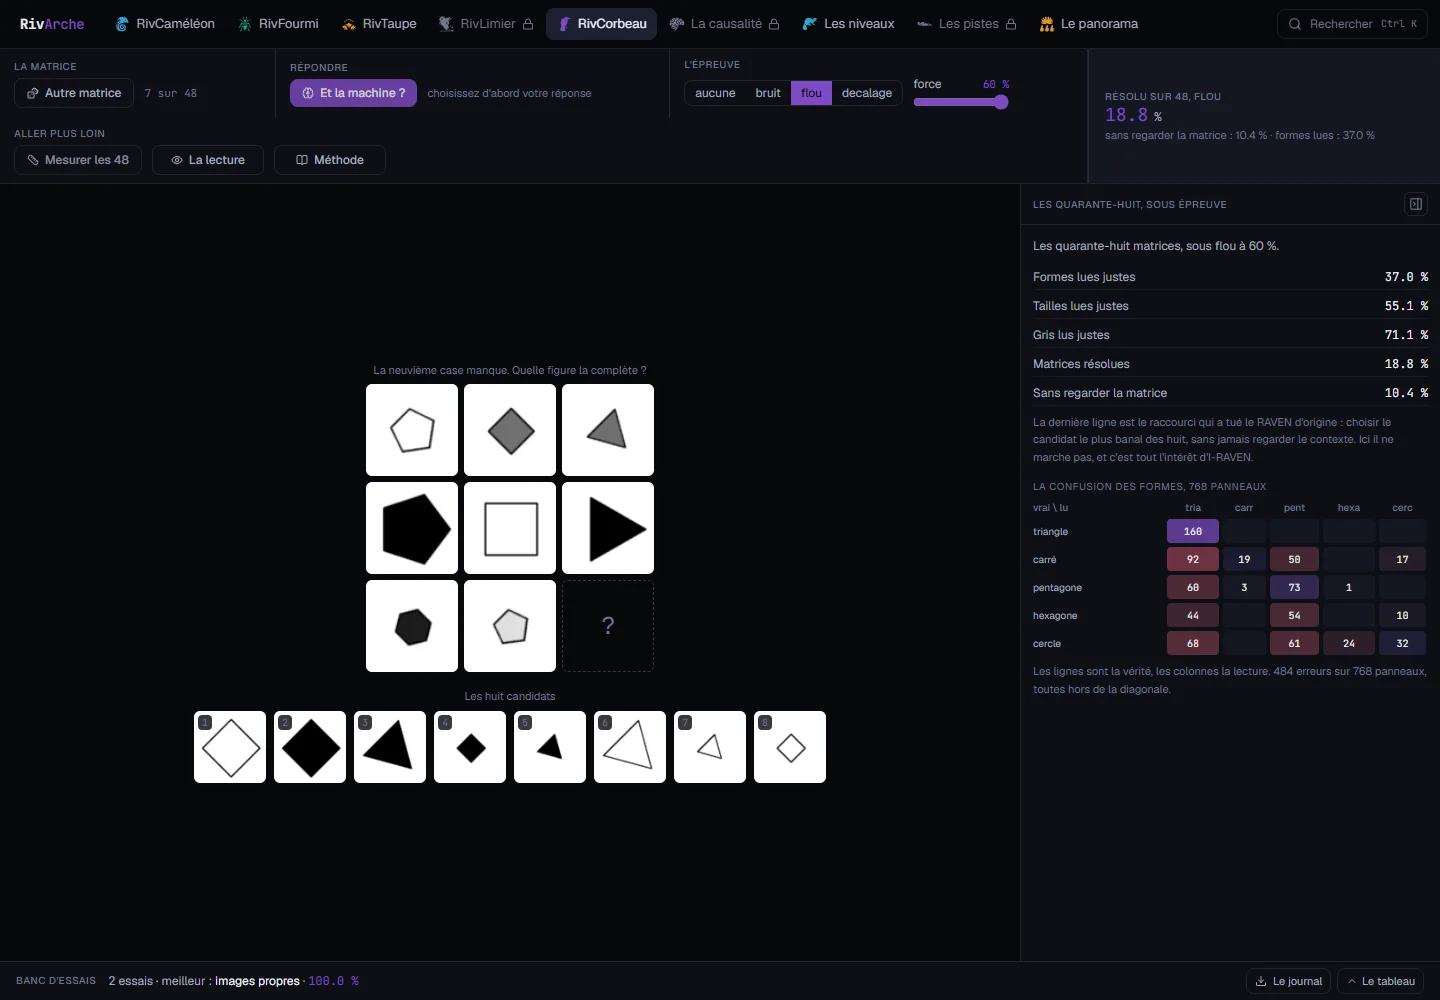 RivArche
RivCaméléon
RivFourmi
RivTaupe
RivLimier
RivCorbeau
La causalité
Les niveaux
Les pistes
Le panorama
Rechercher Ctrl K
LA MATRICE
Autre matrice
7 sur 48
RÉPONDRE
Et la machine ?
choisissez d'abord votre réponse
L'ÉPREUVE
aucune
bruit
flou
decalage
force 60 %
ALLER PLUS LOIN
Mesurer les 48
La lecture
Méthode
RÉSOLU SUR 48, FLOU
18.8 %
sans regarder la matrice : 10.4 % · formes lues : 37.0 %
La neuvième case manque. Quelle figure la complète ?
?
Les huit candidats
1 2 3 4 5 6 7 8
LES QUARANTE-HUIT, SOUS ÉPREUVE
Les quarante-huit matrices, sous flou à 60 %.
Formes lues justes 37.0 %
Tailles lues justes 55.1 %
Gris lus justes 71.1 %
Matrices résolues 18.8 %
Sans regarder la matrice 10.4 %
La dernière ligne est le raccourci qui a tué le RAVEN d'origine : choisir le
candidat le plus banal des huit, sans jamais regarder le contexte. Ici il ne
marche pas, et c'est tout l'intérêt d'I-RAVEN.
LA CONFUSION DES FORMES, 768 PANNEAUX
vrai \ lu tria carr pent hexa cerc
triangle 160
carré 92 19 50 17
pentagone 60 3 73 1
hexagone 44 54 10
cercle 68 61 24 32
Les lignes sont la vérité, les colonnes la lecture. 484 erreurs sur 768 panneaux,
toutes hors de la diagonale.
BANC D'ESSAIS
2 essais · meilleur : Images propres · 100.0 %
Le journal
Le tableau